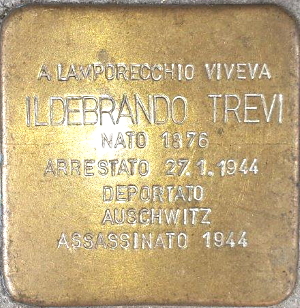 A LAMPORECCHIO VIVEVA
ILDEBRANDO TREVI
NATO 1876
ARRESTATO 27.1.1944
DEPORTATO
AUSCHWITZ
ASSASSINATO 1944